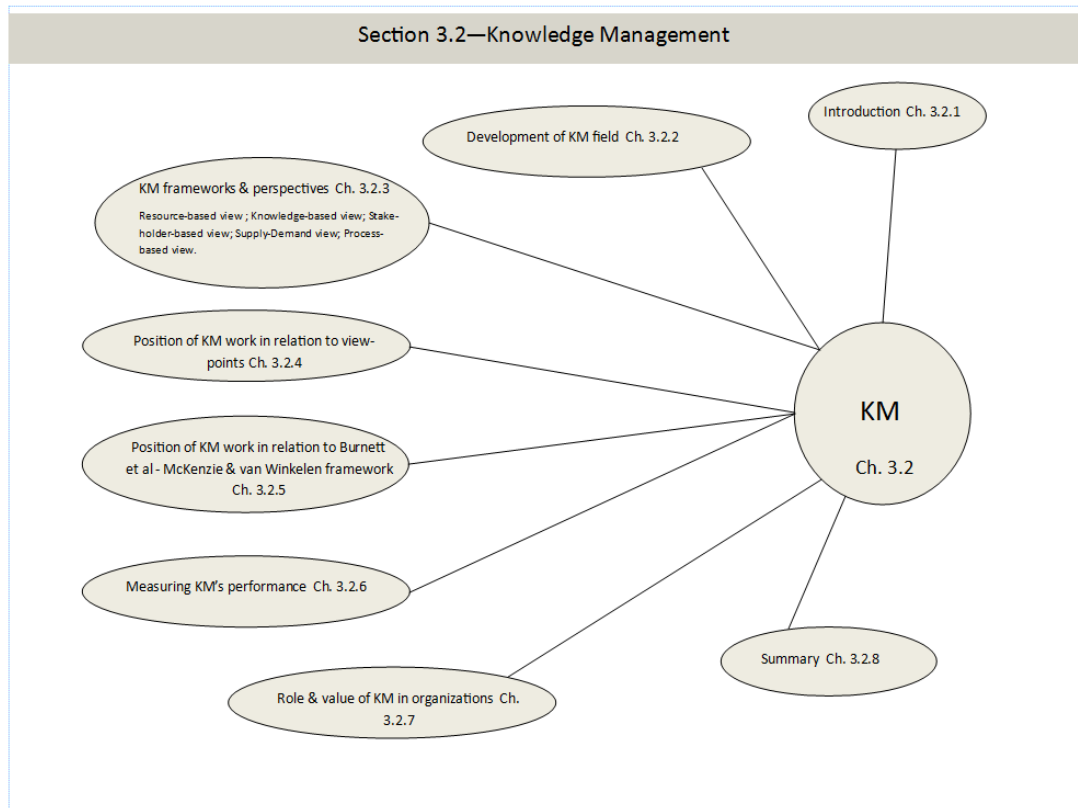 Section 3.2—Knowledge Management
Introduction Ch. 3.2.1
Development of KM field Ch. 3.2.2
KM frameworks & perspectives Ch. 3.2.3
Resource-based view ; Knowledge-based view; Stake-
holder-based view; Supply-Demand view; Process-
based view.
Position of KM work in relation to view-
points Ch. 3.2.4
Position of KM work in relation to Burnett
et al - McKenzie & van Winkelen framework
Ch. 3.2.5
Measuring KM's performance Ch. 3.2.6
Role & value of KM in organizations Ch.
3.2.7
Summary Ch. 3.2.8
KM
Ch. 3.2